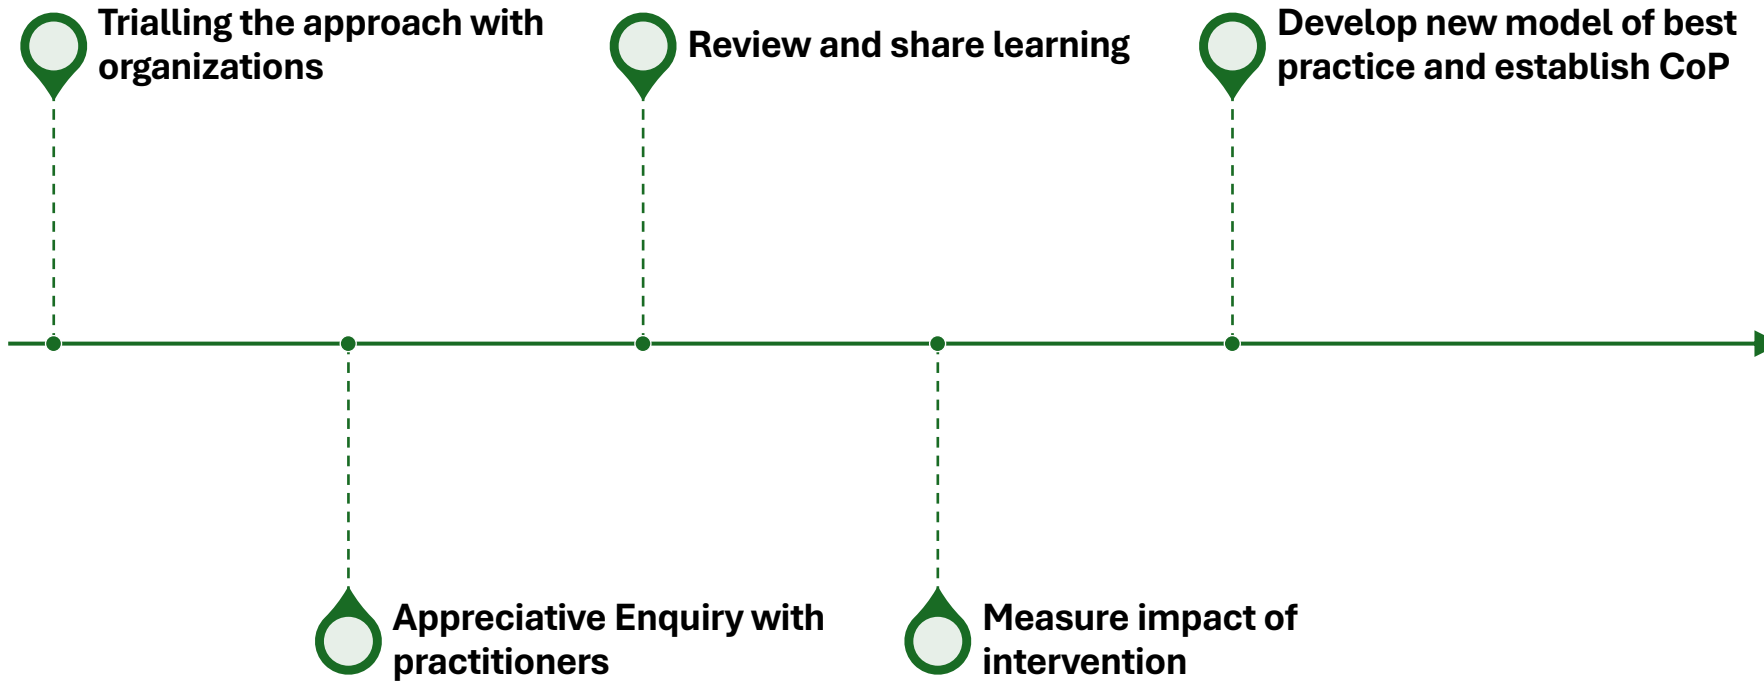 Trialling the approach with
organizations
Review and share learning
Develop new model of best
practice and establish CoP
Appreciative Enquiry with
practitioners
Measure impact of
intervention